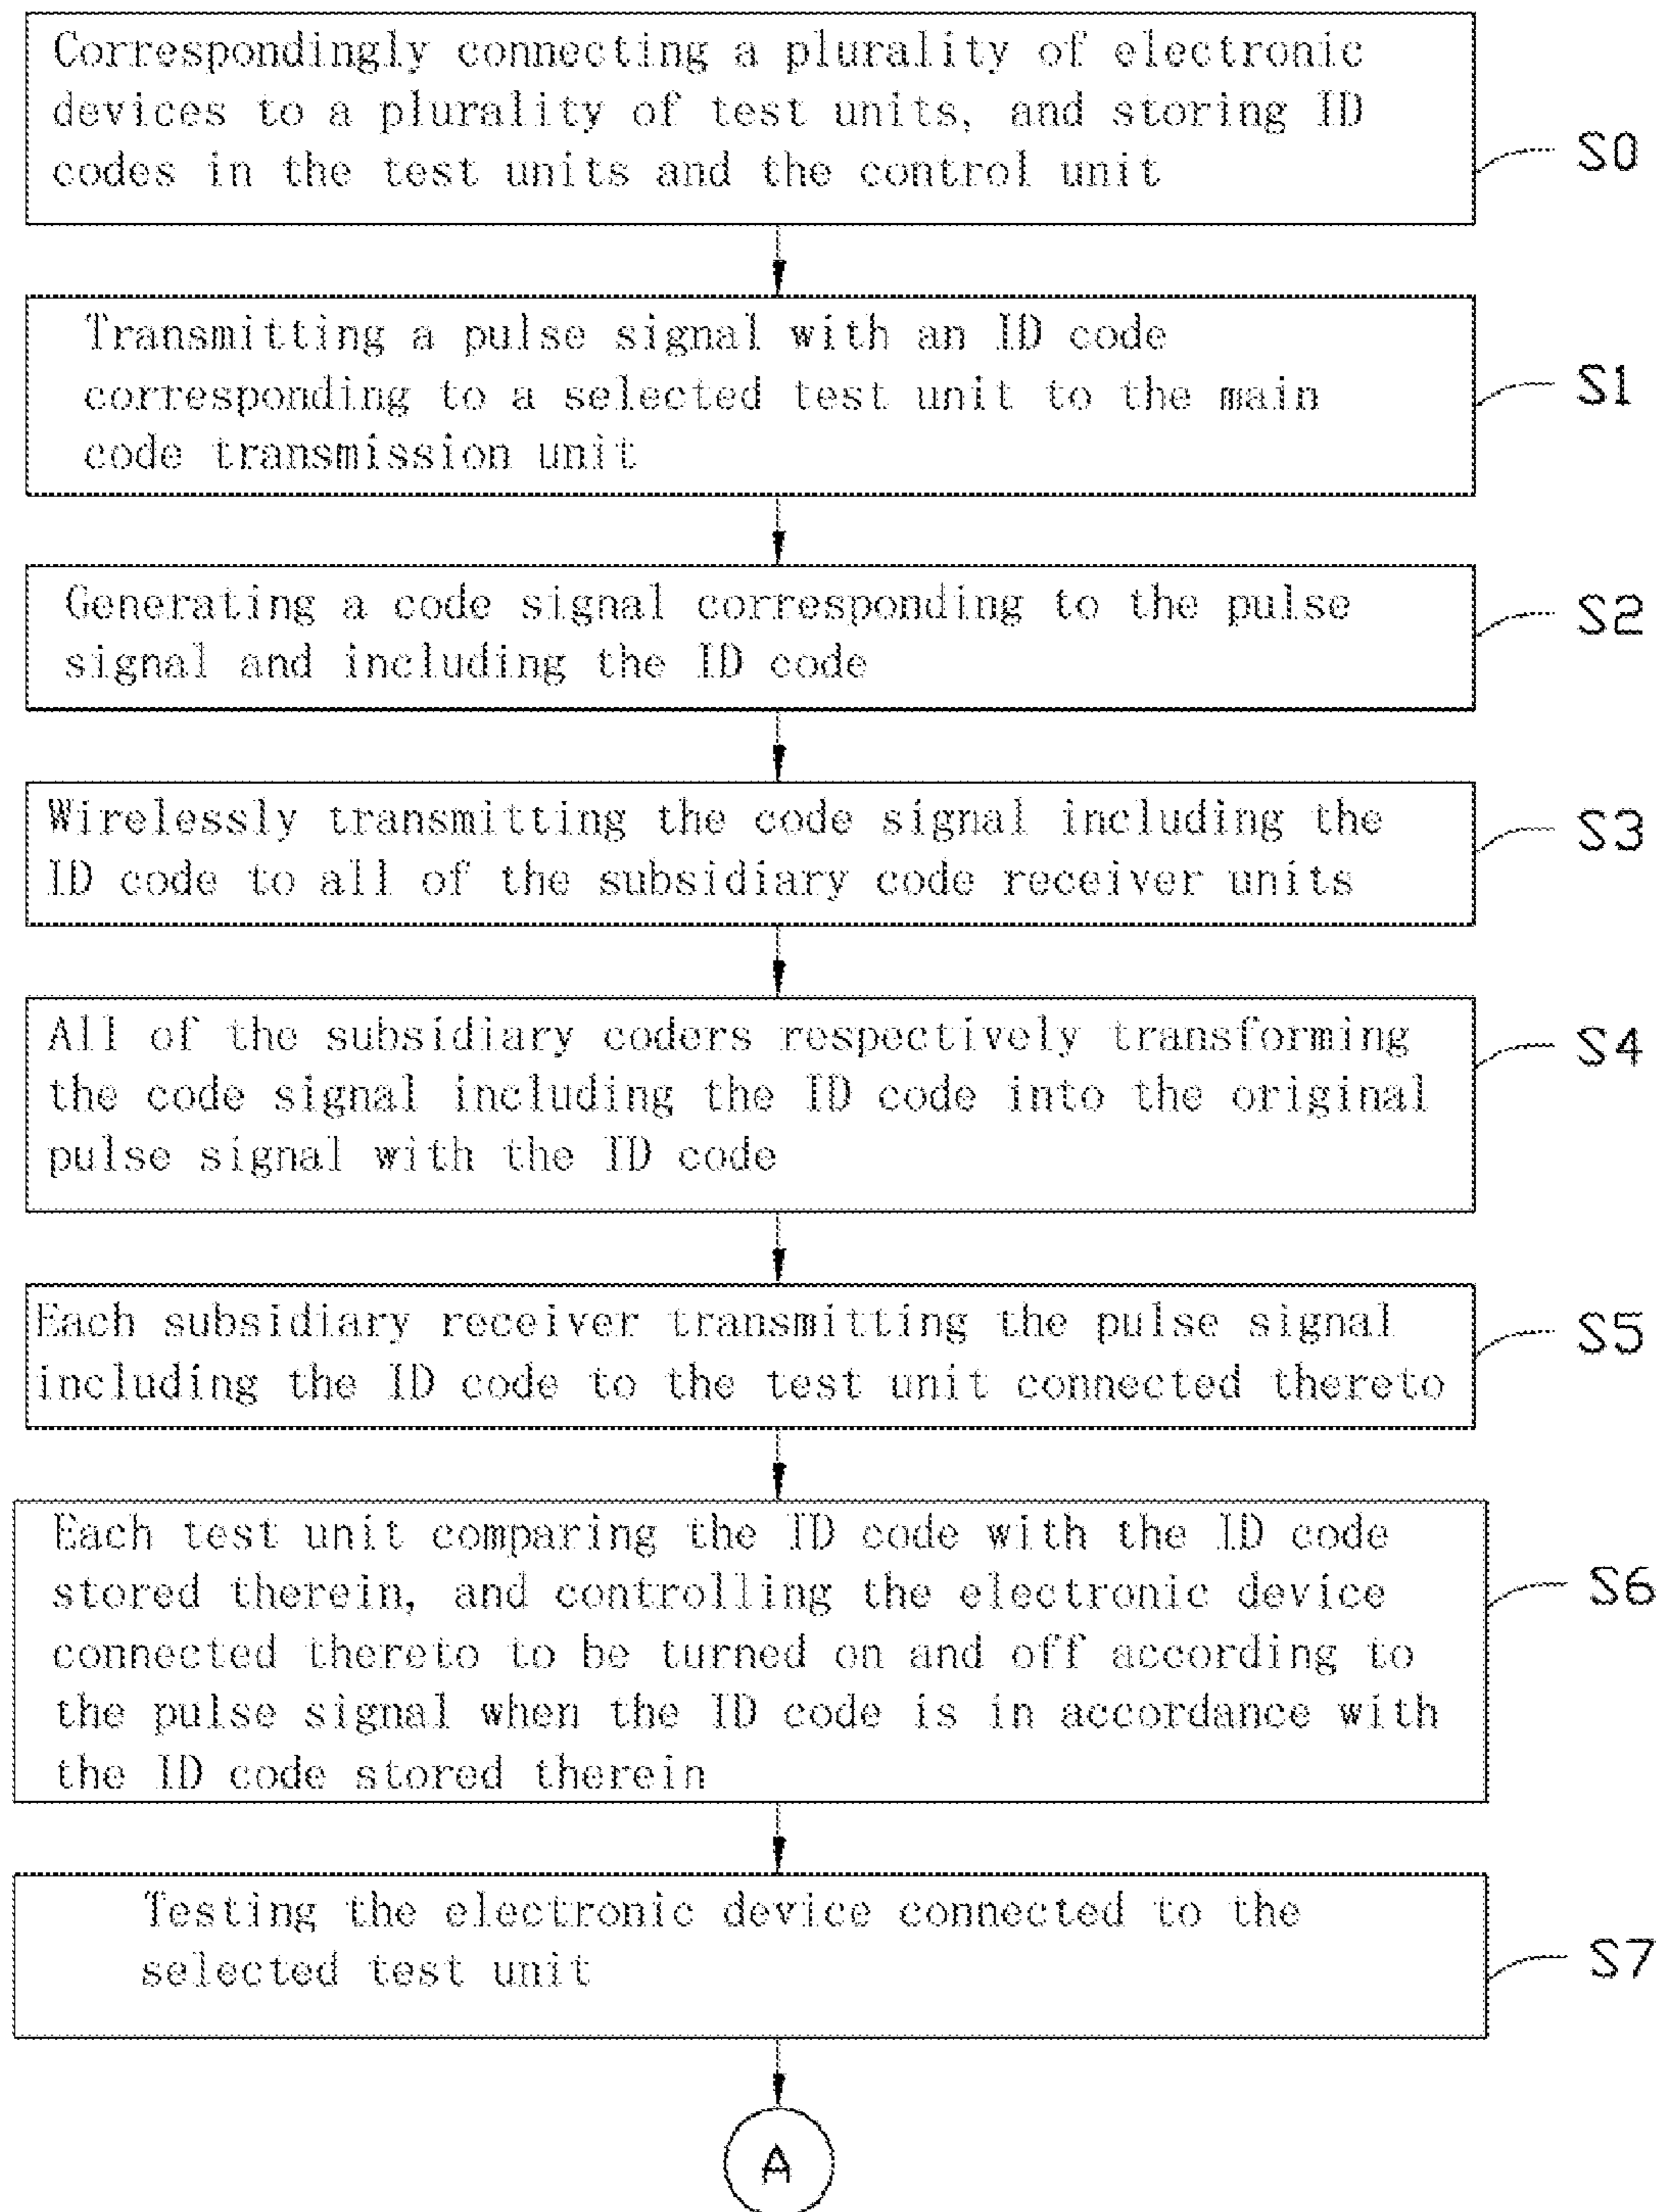 Correspondingly connecting a plurality of electronic
devices to a plurality of test units, and storing ID
codes in the test units and the control unit
S0
Transmitting a pulse signal with an ID code
corresponding to a selected test unit to the main
code transmission unit
S1
Generating a code signal corresponding to the pulse
signal and including the ID code
S2
Wirelessly transmitting the code signal including the
ID code to all of the subsidiary code receiver units
S3
All of the subsidiary coders respectively transforming
the code signal including the ID code into the original
pulse signal with the ID code
S4
Each subsidiary receiver transmitting the pulse signal
including the ID code to the test unit connected thereto
S5
Each test unit comparing the ID code with the ID code
stored therein, and controlling the electronic device
connected thereto to be turned on and off according to
the pulse signal when the ID code is in accordance with
the ID code stored therein
S6
Testing the electronic device connected to the
selected test unit
S7
A